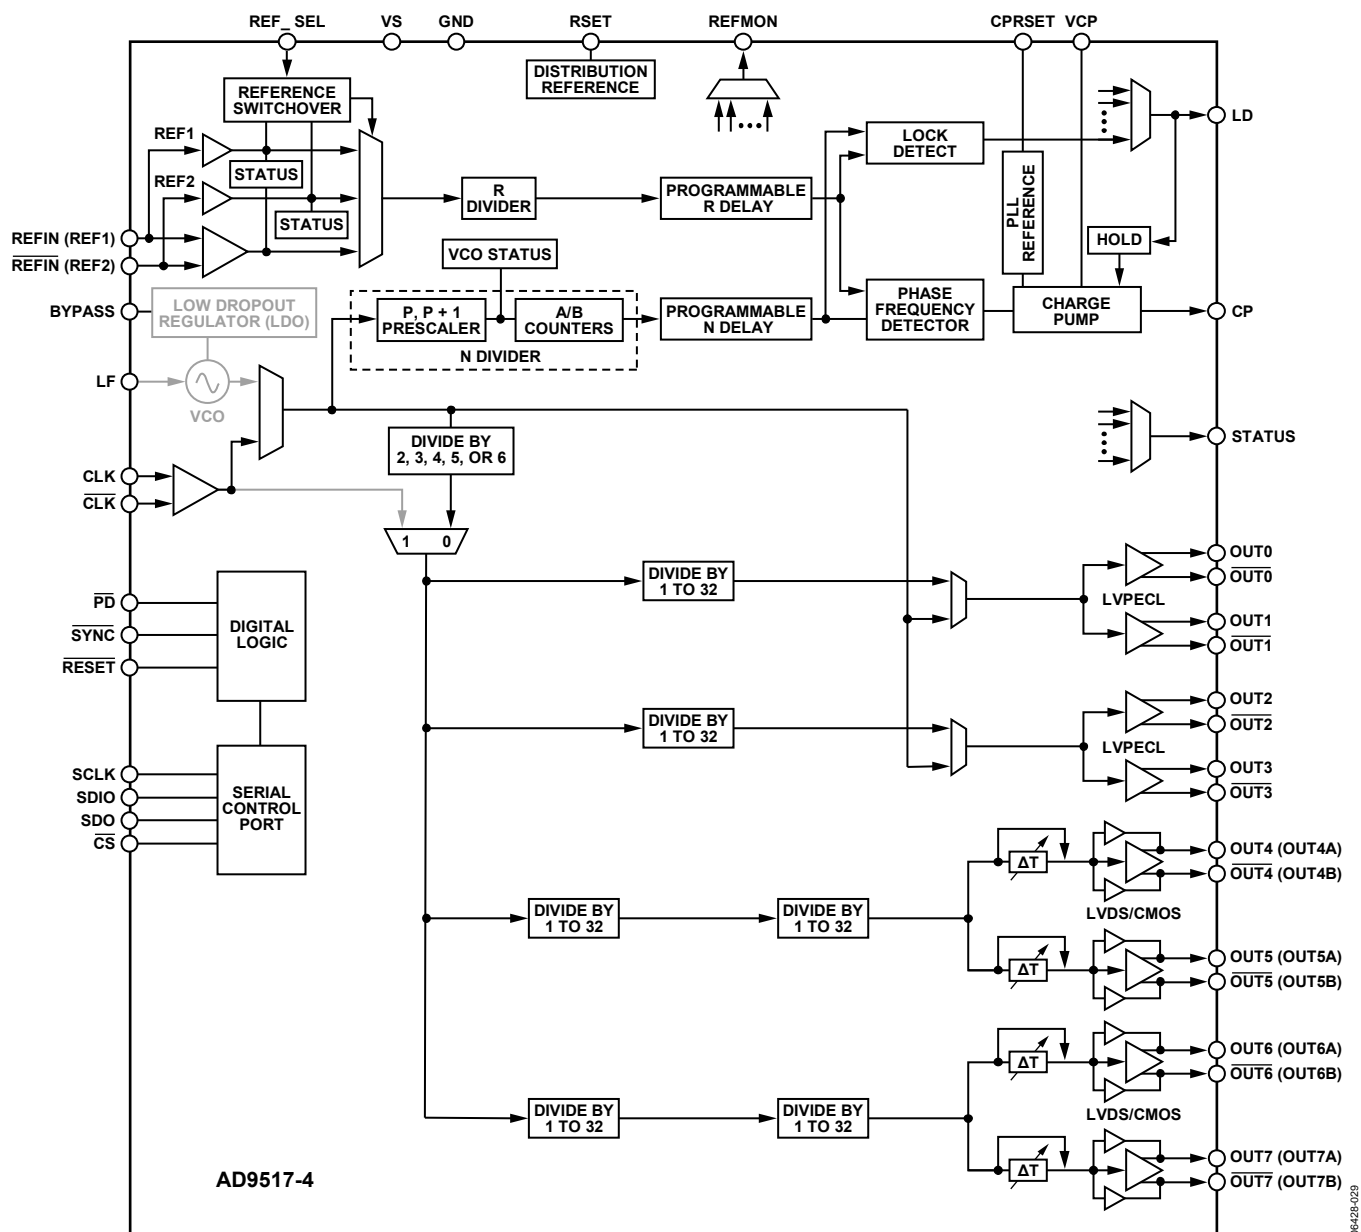 REF_ SEL
VS
GND
RSET
REFMON
CPRSET
VCP
DISTRIBUTION
REFERENCE
REFERENCE
SWITCHOVER
REF1
STATUS
REF2
STATUS
R
DIVIDER
PROGRAMMABLE
R DELAY
LOCK
DETECT
PLL
REFERENCE
HOLD
LD
REFIN (REF1)
REFIN (REF2)
BYPASS
LOW DROPOUT
REGULATOR (LDO)
VCO STATUS
P, P + 1
PRESCALER
A/B
COUNTERS
N DIVIDER
PROGRAMMABLE
N DELAY
PHASE
FREQUENCY
DETECTOR
CHARGE
PUMP
CP
LF
VCO
DIVIDE BY
2, 3, 4, 5, OR 6
STATUS
CLK
CLK
1 0
DIVIDE BY
1 TO 32
OUT0
OUT0
LVPECL
OUT1
OUT1
PD
SYNC
RESET
DIGITAL
LOGIC
DIVIDE BY
1 TO 32
OUT2
OUT2
LVPECL
OUT3
OUT3
SCLK
SDIO
SDO
CS
SERIAL
CONTROL
PORT
DIVIDE BY
1 TO 32
DIVIDE BY
1 TO 32
ΔT
OUT4 (OUT4A)
OUT4 (OUT4B)
LVDS/CMOS
ΔT
OUT5 (OUT5A)
OUT5 (OUT5B)
DIVIDE BY
1 TO 32
DIVIDE BY
1 TO 32
ΔT
OUT6 (OUT6A)
OUT6 (OUT6B)
LVDS/CMOS
ΔT
OUT7 (OUT7A)
OUT7 (OUT7B)
AD9517-4
06428-029